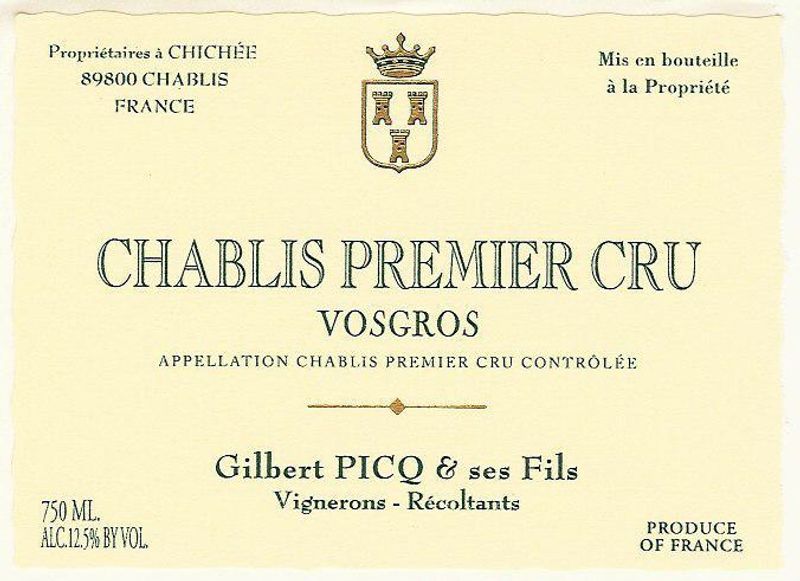 Propriétaires à CHICHÉE
89800 CHABLIS
FRANCE
Mis en bouteille
à la Propriété
CHABLIS PREMIER CRU
VOSGROS
APPELLATION CHABLIS PREMIER CRU CONTRÔLÉE
Gilbert PICQ & ses Fils
Vignerons - Récoltants
750 ML.
ALC.12.5% BY VOL.
PRODUCE
OF FRANCE